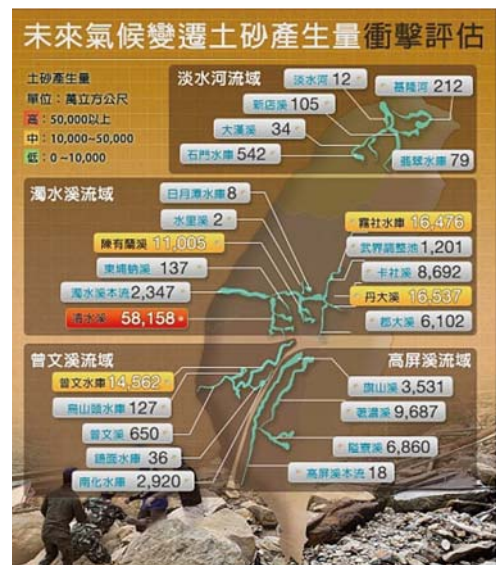 未來氣候變遷土砂產生量衝擊評估
土砂產生量
單位：萬立方公尺
高：50,000以上
中：10,000~50,000
低：0~10,000
淡水河流域
淡水河 12
基隆河 212
新店溪 105
大漢溪 34
石門水庫 542
翡翠水庫 79
濁水溪流域
日月潭水庫 8
水里溪 2
陳有蘭溪 11,005
東埔蚋溪 137
濁水溪本流 2,347
清水溪 58,158
霧社水庫 16,476
武界調整池 1,201
卡社溪 8,692
丹大溪 16,537
郡大溪 6,102
曾文溪流域
曾文水庫 14,562
烏山頭水庫 127
曾文溪 650
鏡面水庫 36
南化水庫 2,920
高屏溪流域
旗山溪 3,531
荖濃溪 9,687
隘寮溪 6,860
高屏溪本流 18